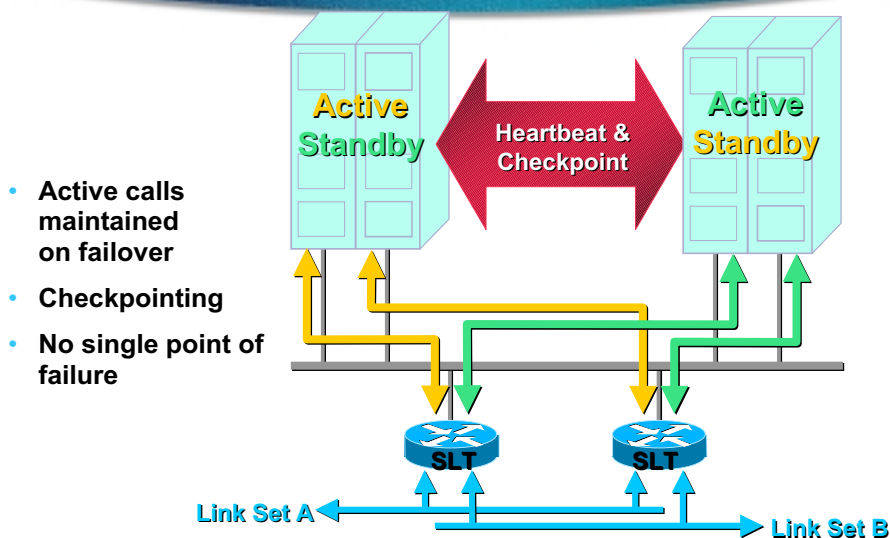 Active
Standby
Heartbeat &
Checkpoint
Active
Standby
• Active calls
maintained
on failover
• Checkpointing
• No single point of
failure
SLT
SLT
Link Set A
Link Set B